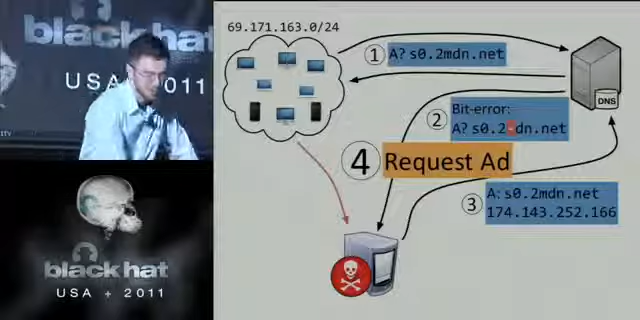 blackhat
USA 2011
ITV
blackhat
USA + 2011
69.171.163.0/24
1 A? s0.2mdn.net
DNS
2 Bit-error:
A? s0.2-dn.net
4 Request Ad
3 A: s0.2mdn.net
174.143.252.166